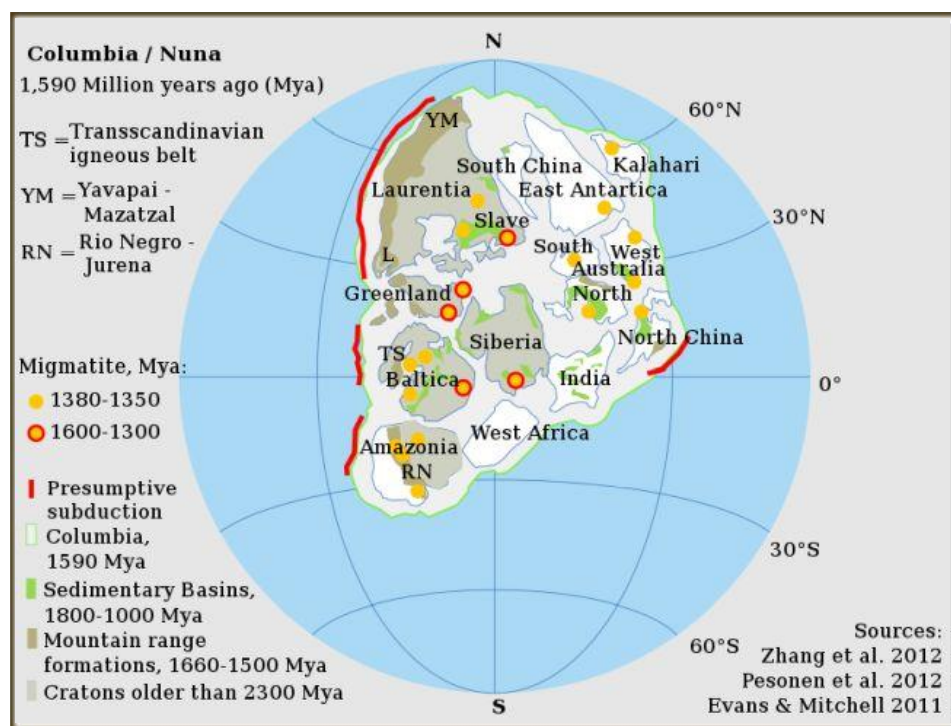 Columbia / Nuna
1,590 Million years ago (Mya)
TS = Transscandinavian
igneous belt
YM = Yavapai -
Mazatzal
RN = Rio Negro -
Jurena
Migmatite, Mya:
1380-1350
1600-1300
Presumptive
subduction
Columbia,
1590 Mya
Sedimentary Basins,
1800-1000 Mya
Mountain range
formations, 1660-1500 Mya
Cratons older than 2300 Mya
N
60°N
YM
South China
Kalahari
Laurentia
East Antartica
30°N
Slave
South
West
L
Australia
Greenland
North
Siberia
North China
TS
Baltica
India
0°
West Africa
Amazonia
RN
30°S
60°S
S
Sources:
Zhang et al. 2012
Pesonen et al. 2012
Evans & Mitchell 2011